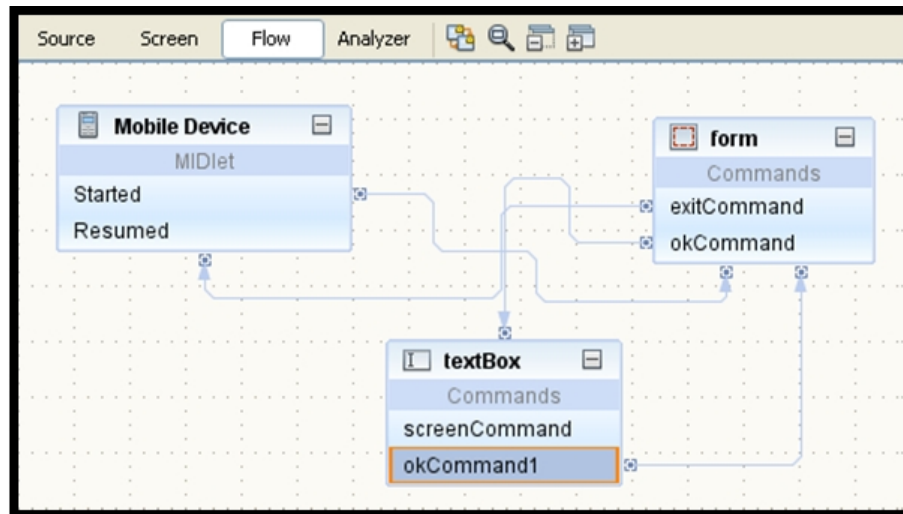 Source Screen Flow Analyzer
Mobile Device
MIDlet
Started
Resumed
form
Commands
exitCommand
okCommand
textBox
Commands
screenCommand
okCommand1